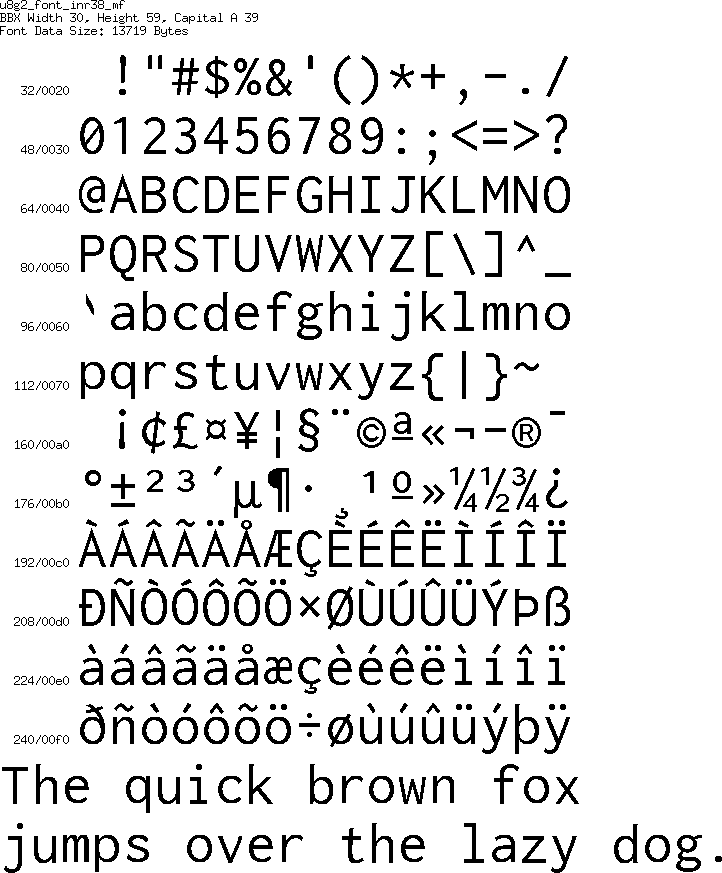 u8g2_font_inr38_mf
BBX Width 30, Height 59, Capital A 39
Font Data Size: 13719 Bytes
32/0020 !"#$%&'()*+,-./
48/0030 0123456789:;<=>?
64/0040 @ABCDEFGHIJKLMNO
80/0050 PQRSTUVWXYZ[\]^_
96/0060 `abcdefghijklmno
112/0070 pqrstuvwxyz{|}~
160/00a0 ¡¢£¤¥¦§¨©ª«¬-®¯
176/00b0 °±²³´µ¶·¸¹º»¼½¾¿
192/00c0 ÀÁÂÃÄÅÆÇÈÉÊËÌÍÎÏ
208/00d0 ÐÑÒÓÔÕÖ×ØÙÚÛÜÝÞß
224/00e0 àáâãäåæçèéêëìíîï
240/00f0 ðñòóôõö÷øùúûüýþÿ
The quick brown fox
jumps over the lazy dog.